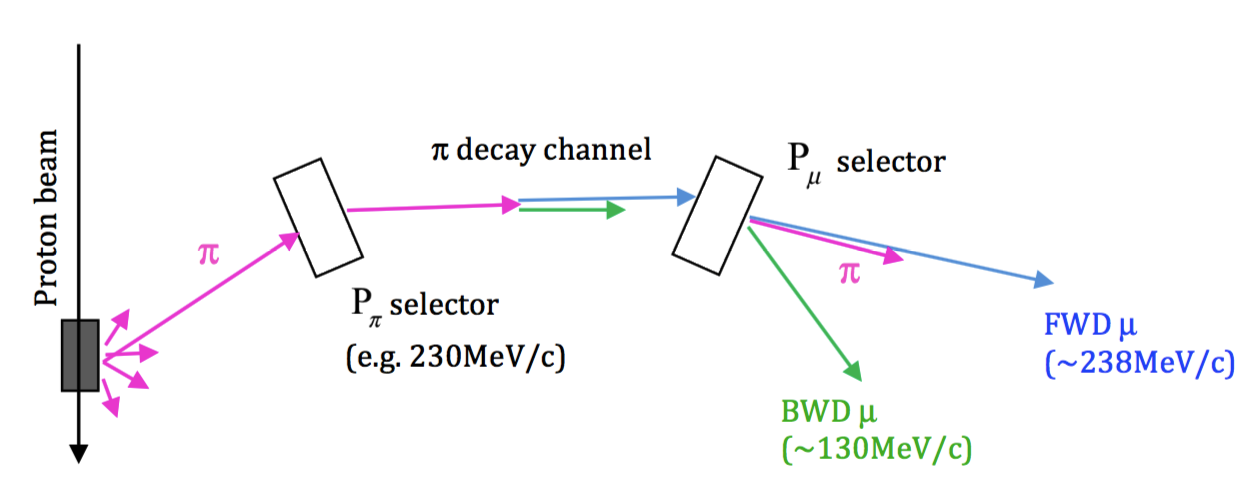 Proton beam
π
P_π selector
(e.g. 230MeV/c)
π decay channel
P_μ selector
π
FWD μ
(~238MeV/c)
BWD μ
(~130MeV/c)